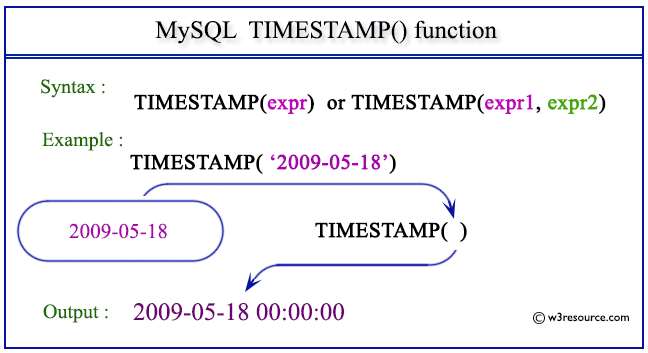 MySQL TIMESTAMP() function
Syntax :
TIMESTAMP(expr) or TIMESTAMP(expr1, expr2)
Example :
TIMESTAMP( ‘2009-05-18’)
2009-05-18 TIMESTAMP( )
Output : 2009-05-18 00:00:00
© w3resource.com